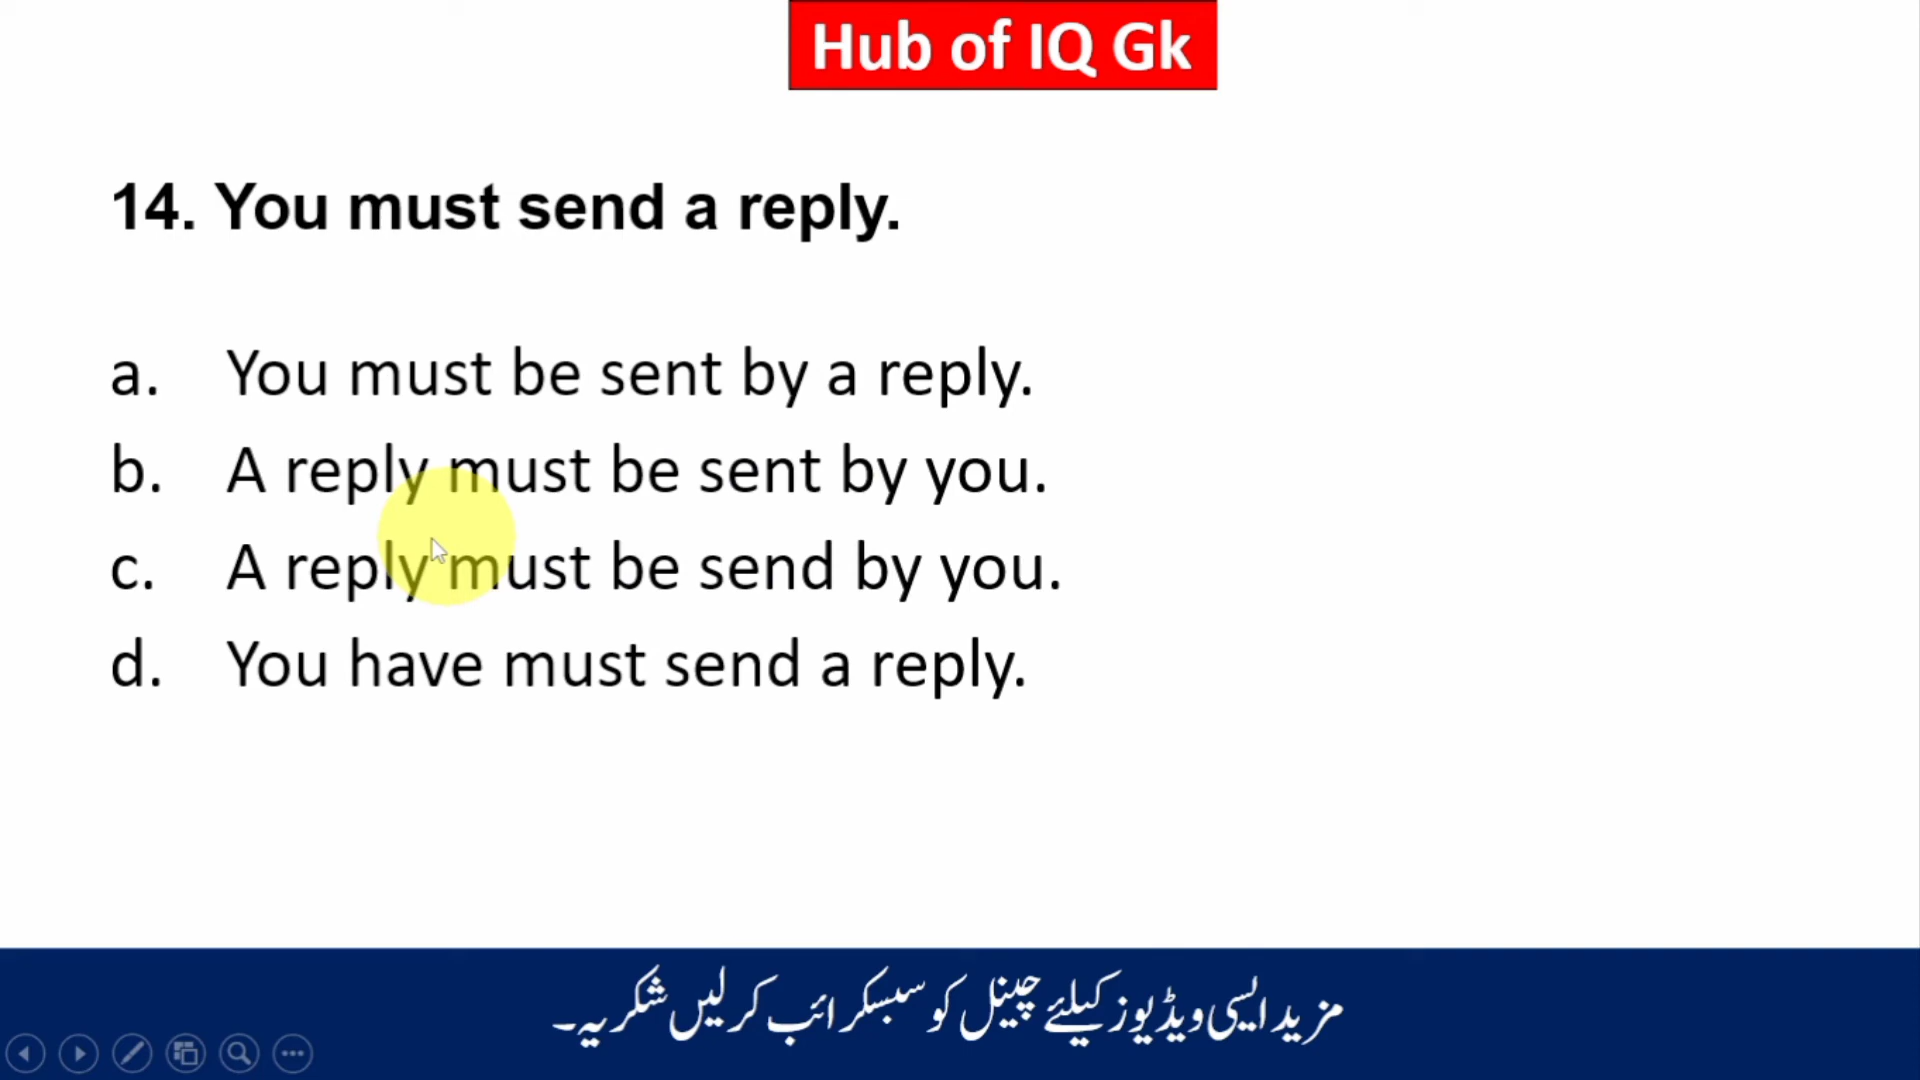 Hub of IQ Gk
14. You must send a reply.
a. You must be sent by a reply.
b. A reply must be sent by you.
c. A reply must be send by you.
d. You have must send a reply.
مزید ایسی ویڈیوز کیلئے چینل کو سبسکرائب کر لیں شکریہ۔